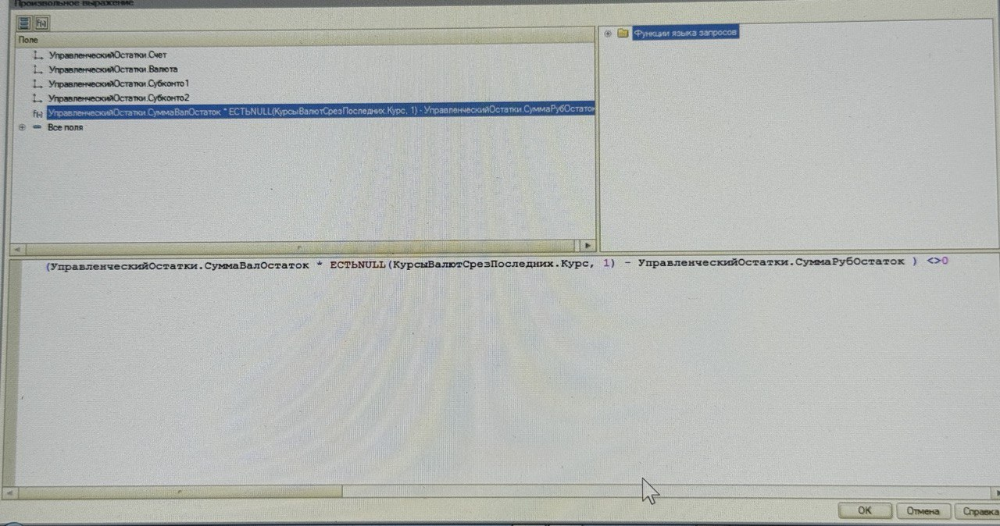 Произвольное выражение
Поле
УправленческийОстатки.Счет
УправленческийОстатки.Валюта
УправленческийОстатки.Субконто1
УправленческийОстатки.Субконто2
УправленческийОстатки.СуммаВалОстаток * ЕСТЬNULL(КурсыВалютСрезПоследних.Курс, 1) - УправленческийОстатки.СуммаРубОстаток
Все поля
Функции языка запросов
(УправленческийОстатки.СуммаВалОстаток * ЕСТЬNULL(КурсыВалютСрезПоследних.Курс, 1) - УправленческийОстатки.СуммаРубОстаток ) <>0
OK
Отмена
Справка